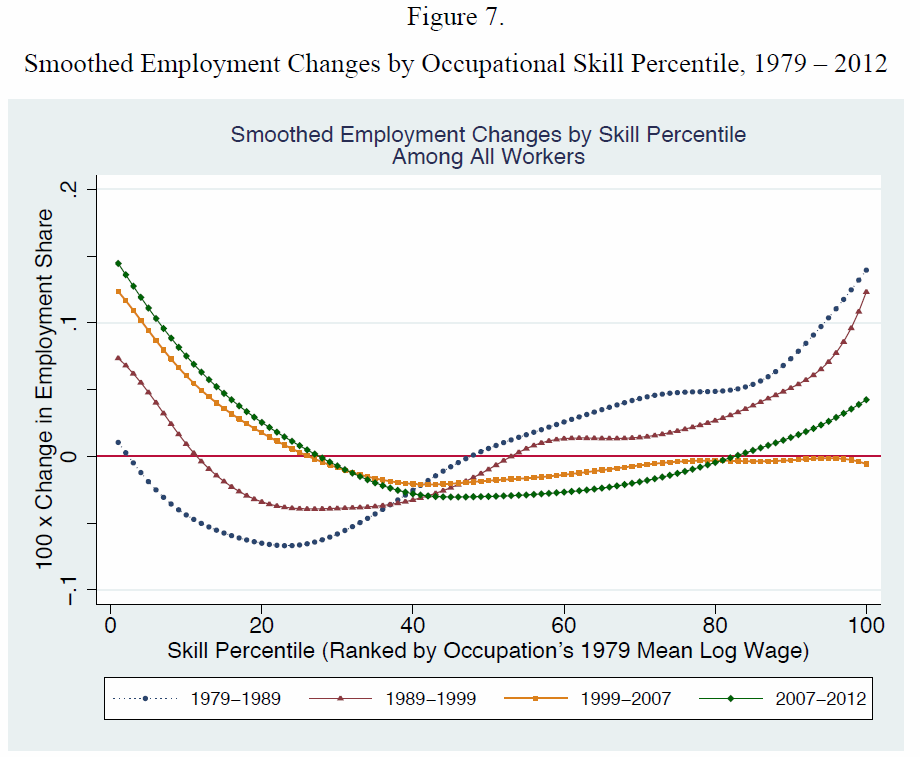 Figure 7.
Smoothed Employment Changes by Occupational Skill Percentile, 1979 – 2012
Smoothed Employment Changes by Skill Percentile
Among All Workers
100 x Change in Employment Share
.2
.1
0
-.1
0 20 40 60 80 100
Skill Percentile (Ranked by Occupation's 1979 Mean Log Wage)
1979–1989 1989–1999 1999–2007 2007–2012